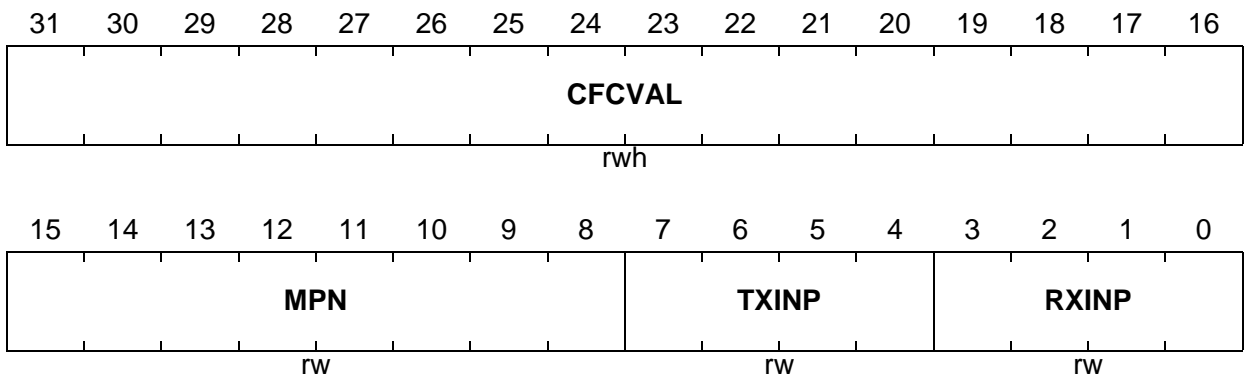 31 30 29 28 27 26 25 24 23 22 21 20 19 18 17 16
CFCVAL
rwh
15 14 13 12 11 10 9 8 7 6 5 4 3 2 1 0
MPN TXINP RXINP
rw rw rw